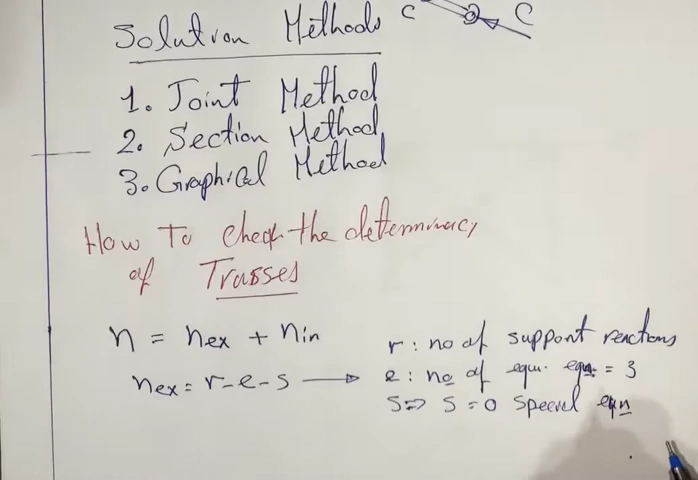 Solution Methods
C C
1. Joint Method
2. Section Method
3. Graphical Method
How To check the determinacy
of Trusses
n = nex + nin
r : no of support reactions
nex = r-e-s → e : no of equi. eqn. = 3
S => S = 0 special eqn